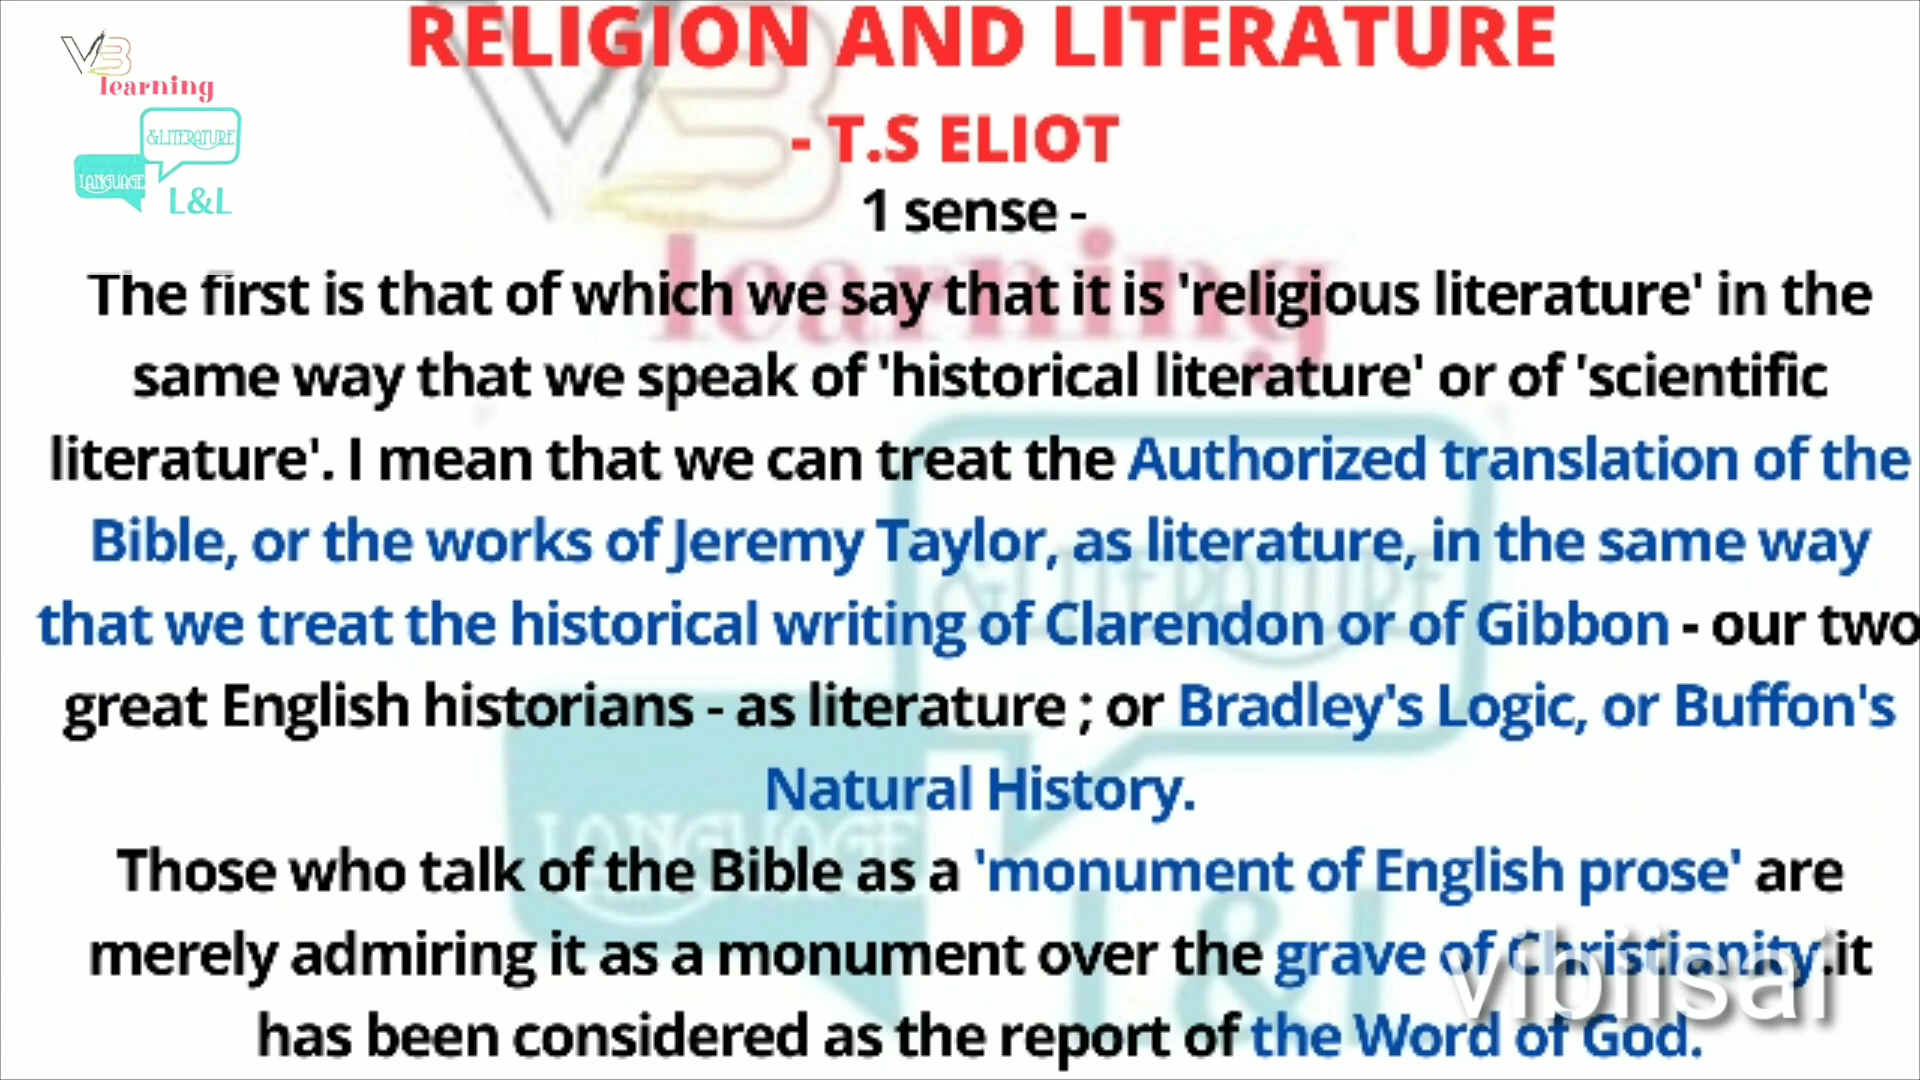 RELIGION AND LITERATURE
- T.S ELIOT
V3
learning
&LITERATURE
LANGUAGE
L&L
1 sense -
The first is that of which we say that it is 'religious literature' in the
same way that we speak of 'historical literature' or of 'scientific
literature'. I mean that we can treat the Authorized translation of the
Bible, or the works of Jeremy Taylor, as literature, in the same way
that we treat the historical writing of Clarendon or of Gibbon - our two
great English historians - as literature ; or Bradley's Logic, or Buffon's
Natural History.
Those who talk of the Bible as a 'monument of English prose' are
merely admiring it as a monument over the grave of Christianity.it
has been considered as the report of the Word of God.
V3
learning
&LITERATURE
LANGUAGE
L&L
vibiisai